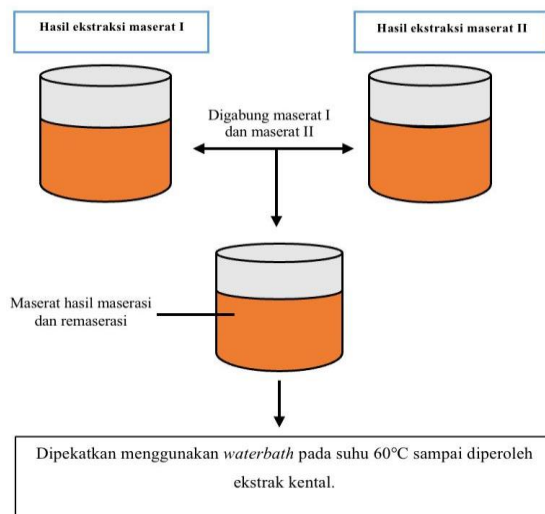 Hasil ekstraksi maserat I
Hasil ekstraksi maserat II
Digabung maserat I
dan maserat II
Maserat hasil maserasi
dan remaserasi
Dipekatkan menggunakan waterbath pada suhu 60℃ sampai diperoleh
ekstrak kental.